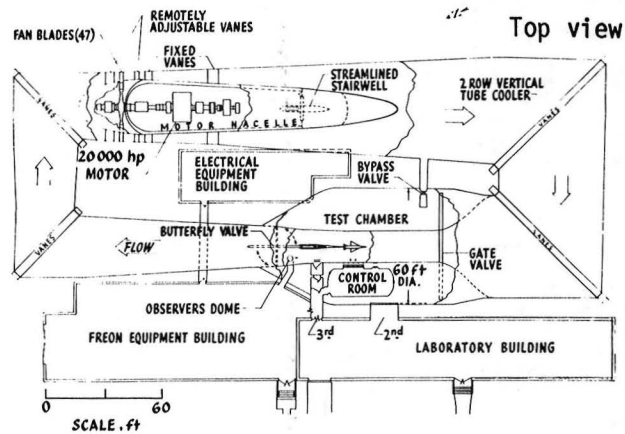 Top view
REMOTELY
ADJUSTABLE VANES
FAN BLADES(47)
FIXED
VANES
STREAMLINED
STAIRWELL
2 ROW VERTICAL
TUBE COOLER
VANES
VANES
MOTOR NACELLE
20000 hp
MOTOR
ELECTRICAL
EQUIPMENT
BUILDING
BYPASS
VALVE
TEST CHAMBER
VANES
BUTTERFLY VALVE
FLOW
GATE
VALVE
CONTROL
ROOM
60 ft
DIA.
OBSERVERS DOME
FREON EQUIPMENT BUILDING
3rd
2nd
LABORATORY BUILDING
0
60
SCALE.ft